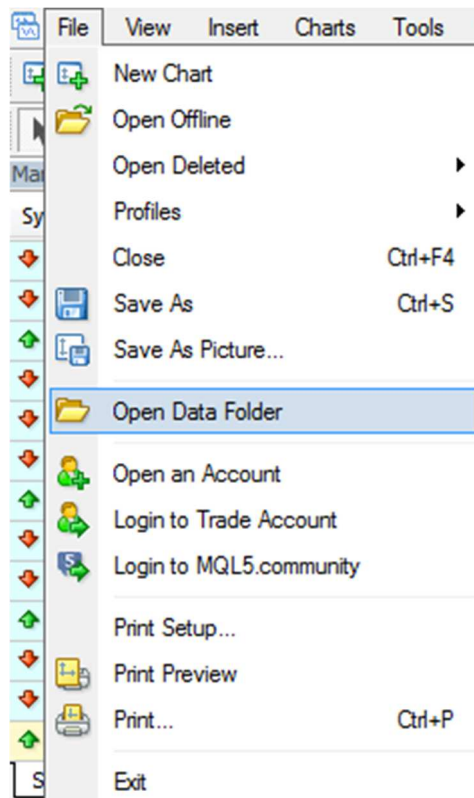 File View Insert Charts Tools
New Chart
Open Offline
Open Deleted
Mar
Profiles
Sy
Close Ctrl+F4
Save As Ctrl+S
Save As Picture...
Open Data Folder
Open an Account
Login to Trade Account
Login to MQL5.community
Print Setup...
Print Preview
Print... Ctrl+P
S
Exit